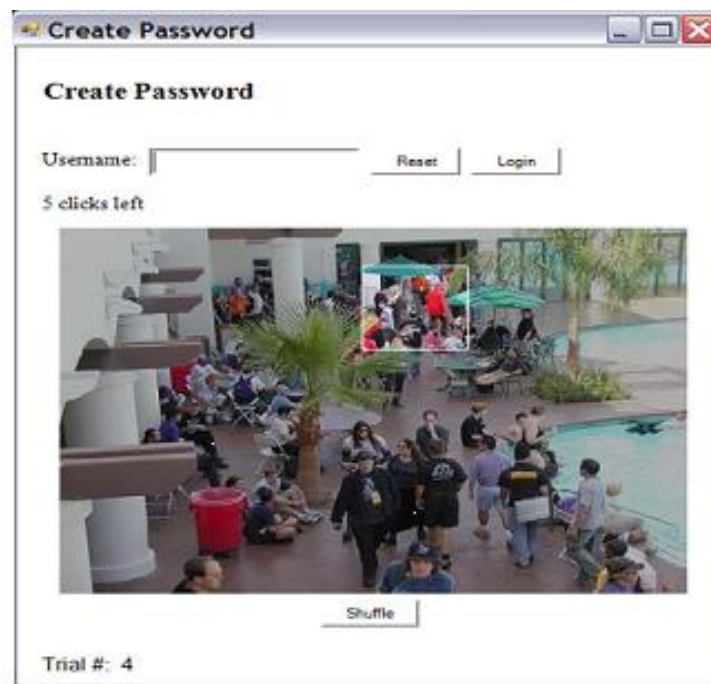 Create Password
Create Password
Username: Reset Login
5 clicks left
Shuffle
Trial #: 4